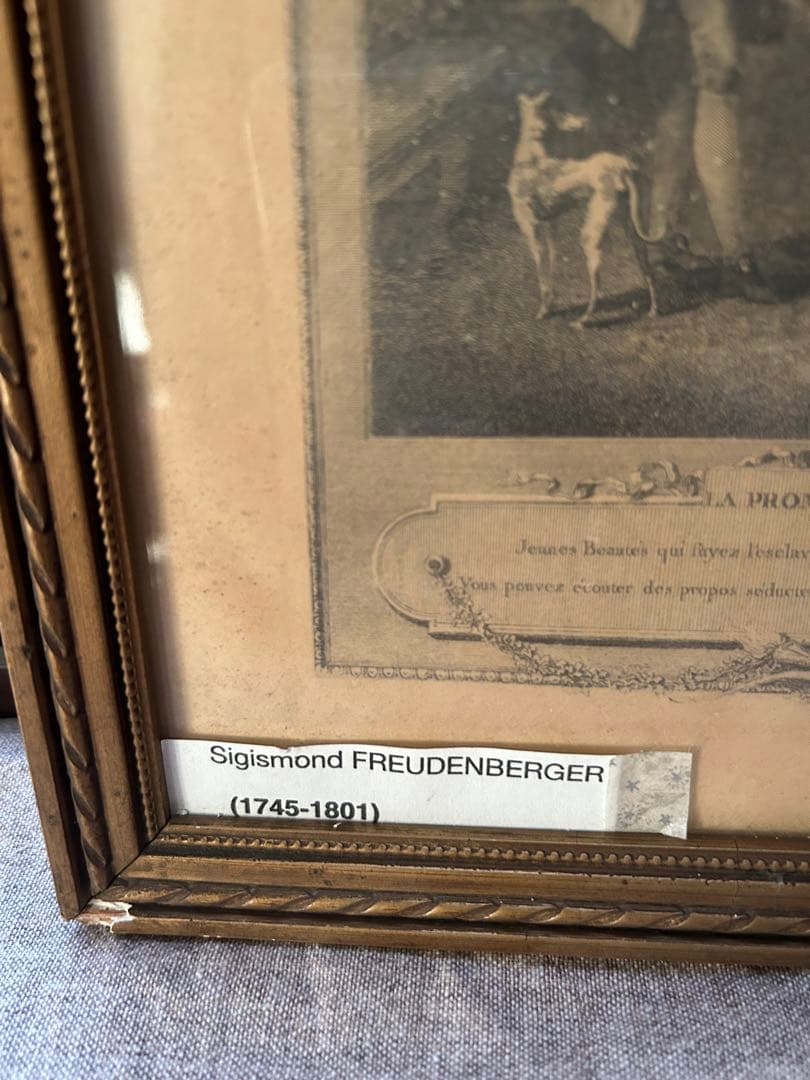 LA PROM
Jeunes Beautés qui fuyez l'esclav
Vous pouvez écouter des propos séducte
Sigismond FREUDENBERGER
(1745-1801)